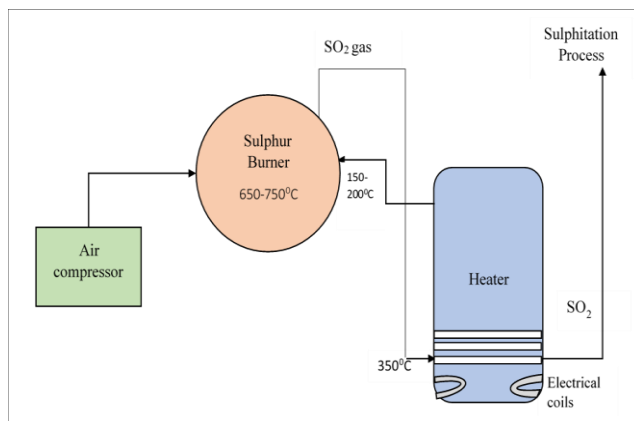 SO₂ gas
Sulphitation
Process
Sulphur
Burner
650-750⁰C
150-
200⁰C
Air
compressor
Heater
SO₂
350⁰C
Electrical
coils